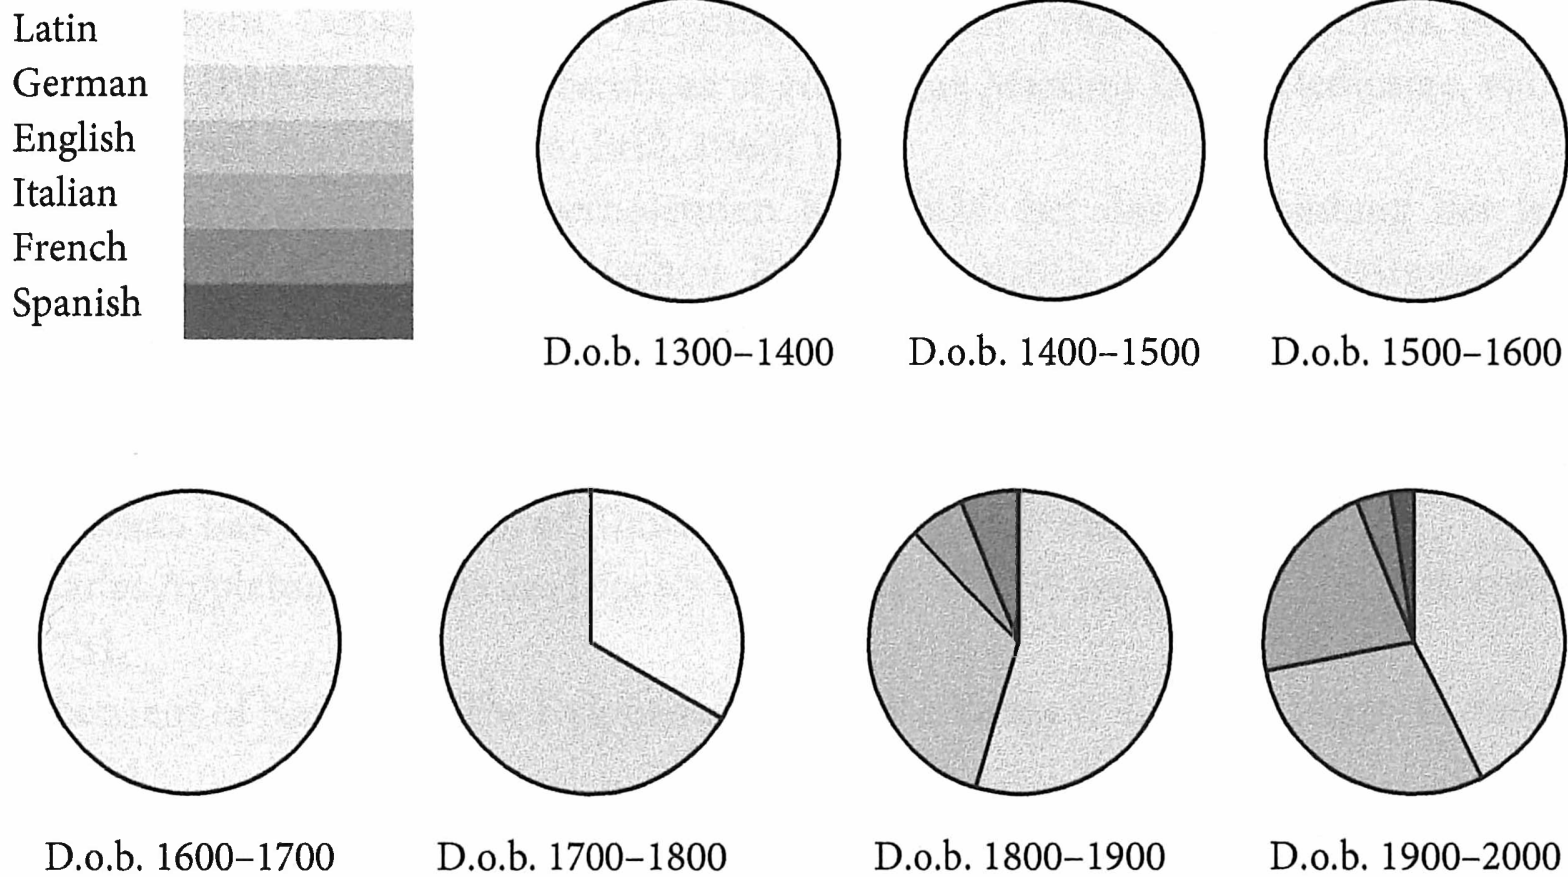 Latin
German
English
Italian
French
Spanish
D.o.b. 1300–1400
D.o.b. 1400–1500
D.o.b. 1500–1600
D.o.b. 1600–1700
D.o.b. 1700–1800
D.o.b. 1800–1900
D.o.b. 1900–2000